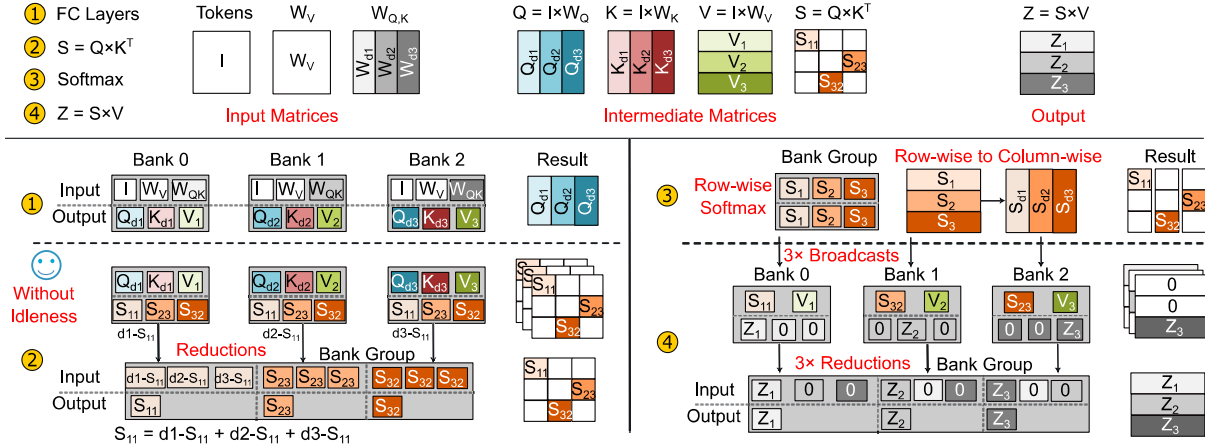 1 FC Layers
2 S = Q×K^T
3 Softmax
4 Z = S×V
Tokens W_V W_Q,K
I W_V W_d1 W_d2 W_d3
Input Matrices
Q = I×W_Q K = I×W_K V = I×W_V S = Q×K^T
Q_d1 Q_d2 Q_d3 K_d1 K_d2 K_d3 V_1 V_2 V_3 S_11 S_23 S_32
Intermediate Matrices
Z = S×V
Z_1
Z_2
Z_3
Output
Bank 0 Bank 1 Bank 2 Result
1
Input I W_V W_QK I W_V W_QK I W_V W_QK
Output Q_d1 K_d1 V_1 Q_d2 K_d2 V_2 Q_d3 K_d3 V_3
Q_d1 Q_d2 Q_d3
Without
Idleness
Q_d1 K_d1 V_1 Q_d2 K_d2 V_2 Q_d3 K_d3 V_3
S_11 S_23 S_32 S_11 S_23 S_32 S_11 S_23 S_32
S_11 S_23 S_32
d1-S_11 d2-S_11 d3-S_11
2
Reductions Bank Group
Input d1-S_11 d2-S_11 d3-S_11 S_23 S_23 S_23 S_32 S_32 S_32
Output S_11 S_23 S_32
S_11 S_23 S_32
S_11 = d1-S_11 + d2-S_11 + d3-S_11
Bank Group Row-wise to Column-wise Result
3
Row-wise
Softmax
S_1 S_2 S_3
S_1 S_2 S_3
S_1
S_2
S_3
S_d1 S_d2 S_d3
S_11 S_23 S_32
3× Broadcasts
Bank 0 Bank 1 Bank 2
4
S_11 V_1 S_32 V_2 S_23 V_3
Z_1 0 0 0 Z_2 0 0 0 Z_3
0
0
Z_3
3× Reductions Bank Group
Input Z_1 0 0 Z_2 0 0 Z_3 0 0
Output Z_1 Z_2 Z_3
Z_1
Z_2
Z_3